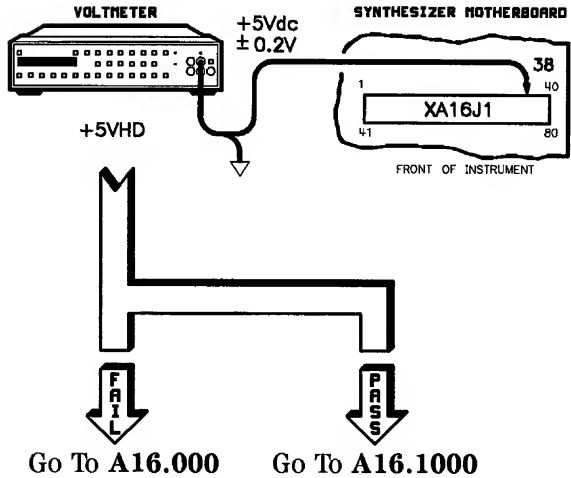 VOLTMETER
+5Vdc
± 0.2V
SYNTHESIZER MOTHERBOARD
38
1
40
XA16J1
41
80
+5VHD
FRONT OF INSTRUMENT
FAIL
PASS
Go To A16.000
Go To A16.1000